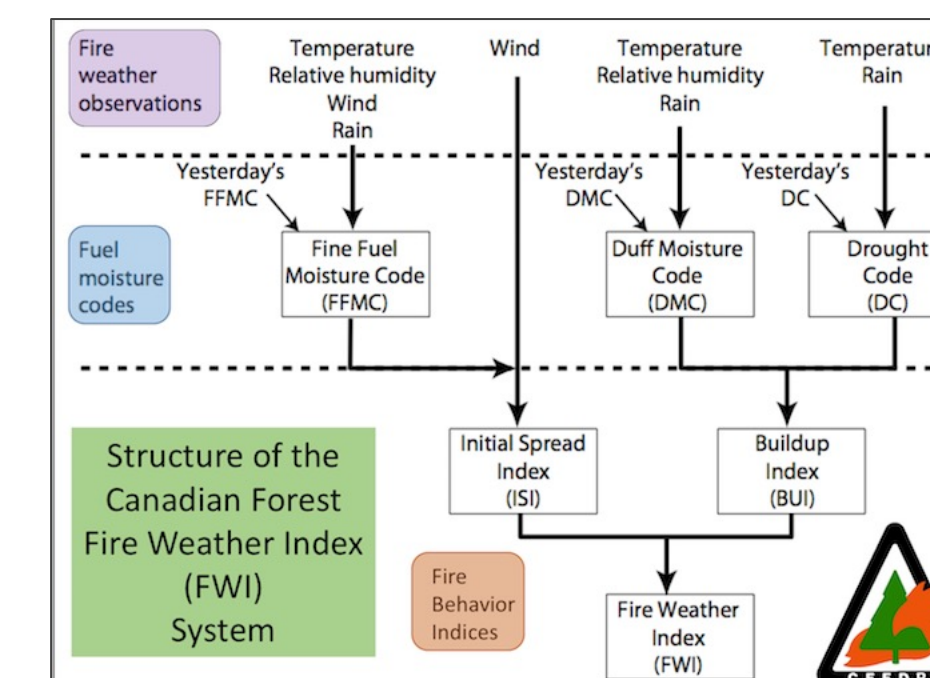 Fire
weather
observations
Temperature
Relative humidity
Wind
Rain
Wind
Temperature
Relative humidity
Rain
Temperatur
Rain
Yesterday's
FFMC
Yesterday's
DMC
Yesterday's
DC
Fuel
moisture
codes
Fine Fuel
Moisture Code
(FFMC)
Duff Moisture
Code
(DMC)
Drought
Code
(DC)
Structure of the
Canadian Forest
Fire Weather Index
(FWI)
System
Initial Spread
Index
(ISI)
Buildup
Index
(BUI)
Fire
Behavior
Indices
Fire Weather
Index
(FWI)